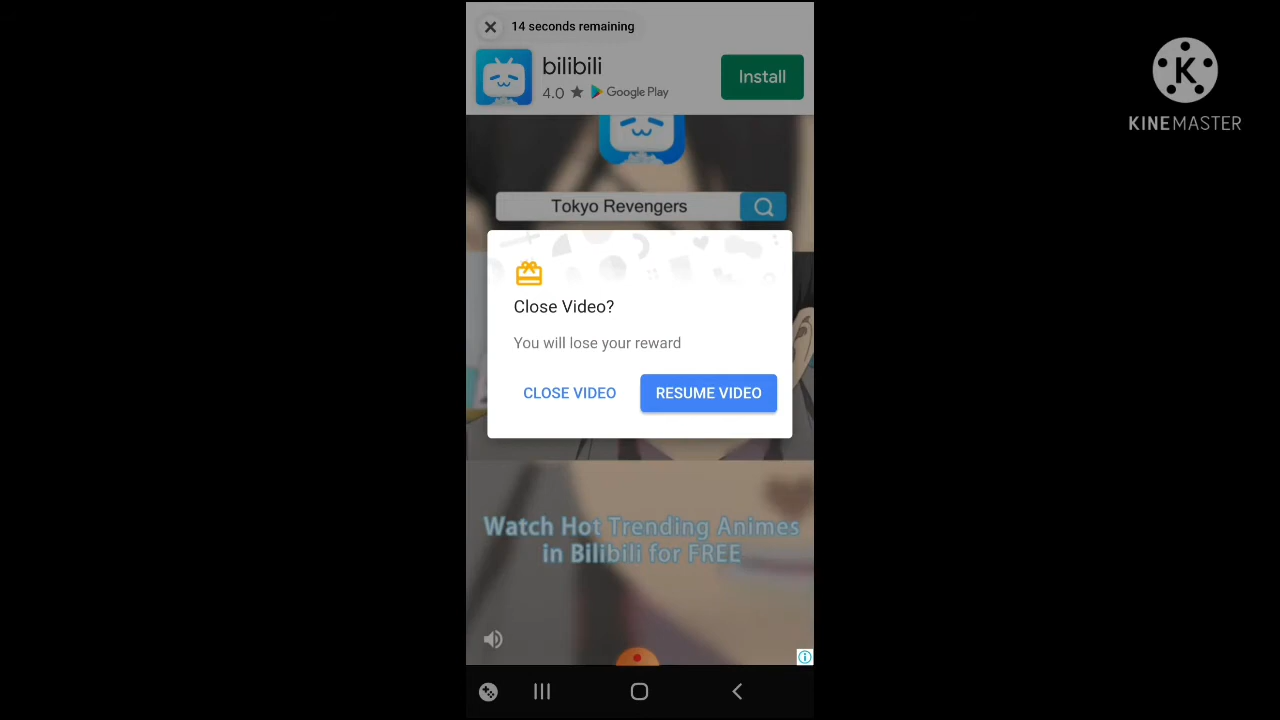 14 seconds remaining
bilibili
4.0 ★ Google Play
Install
Tokyo Revengers
Close Video?
You will lose your reward
CLOSE VIDEO
RESUME VIDEO
Watch Hot Trending Animes
in Bilibili for FREE
K
KINEMASTER